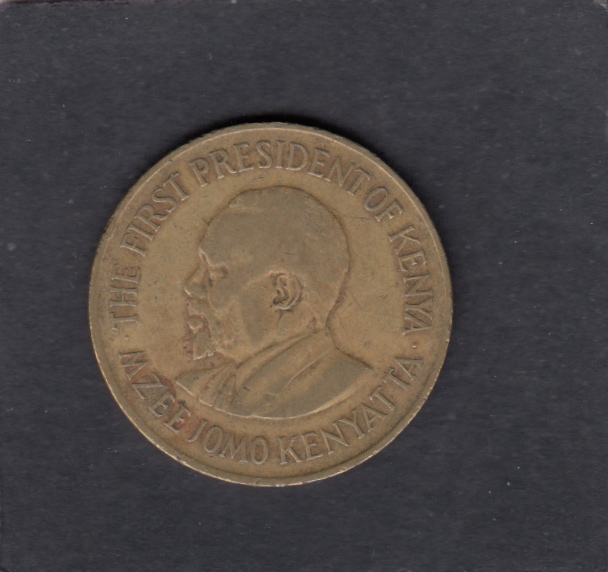 THE FIRST PRESIDENT OF KENYA
MZEE JOMO KENYATTA